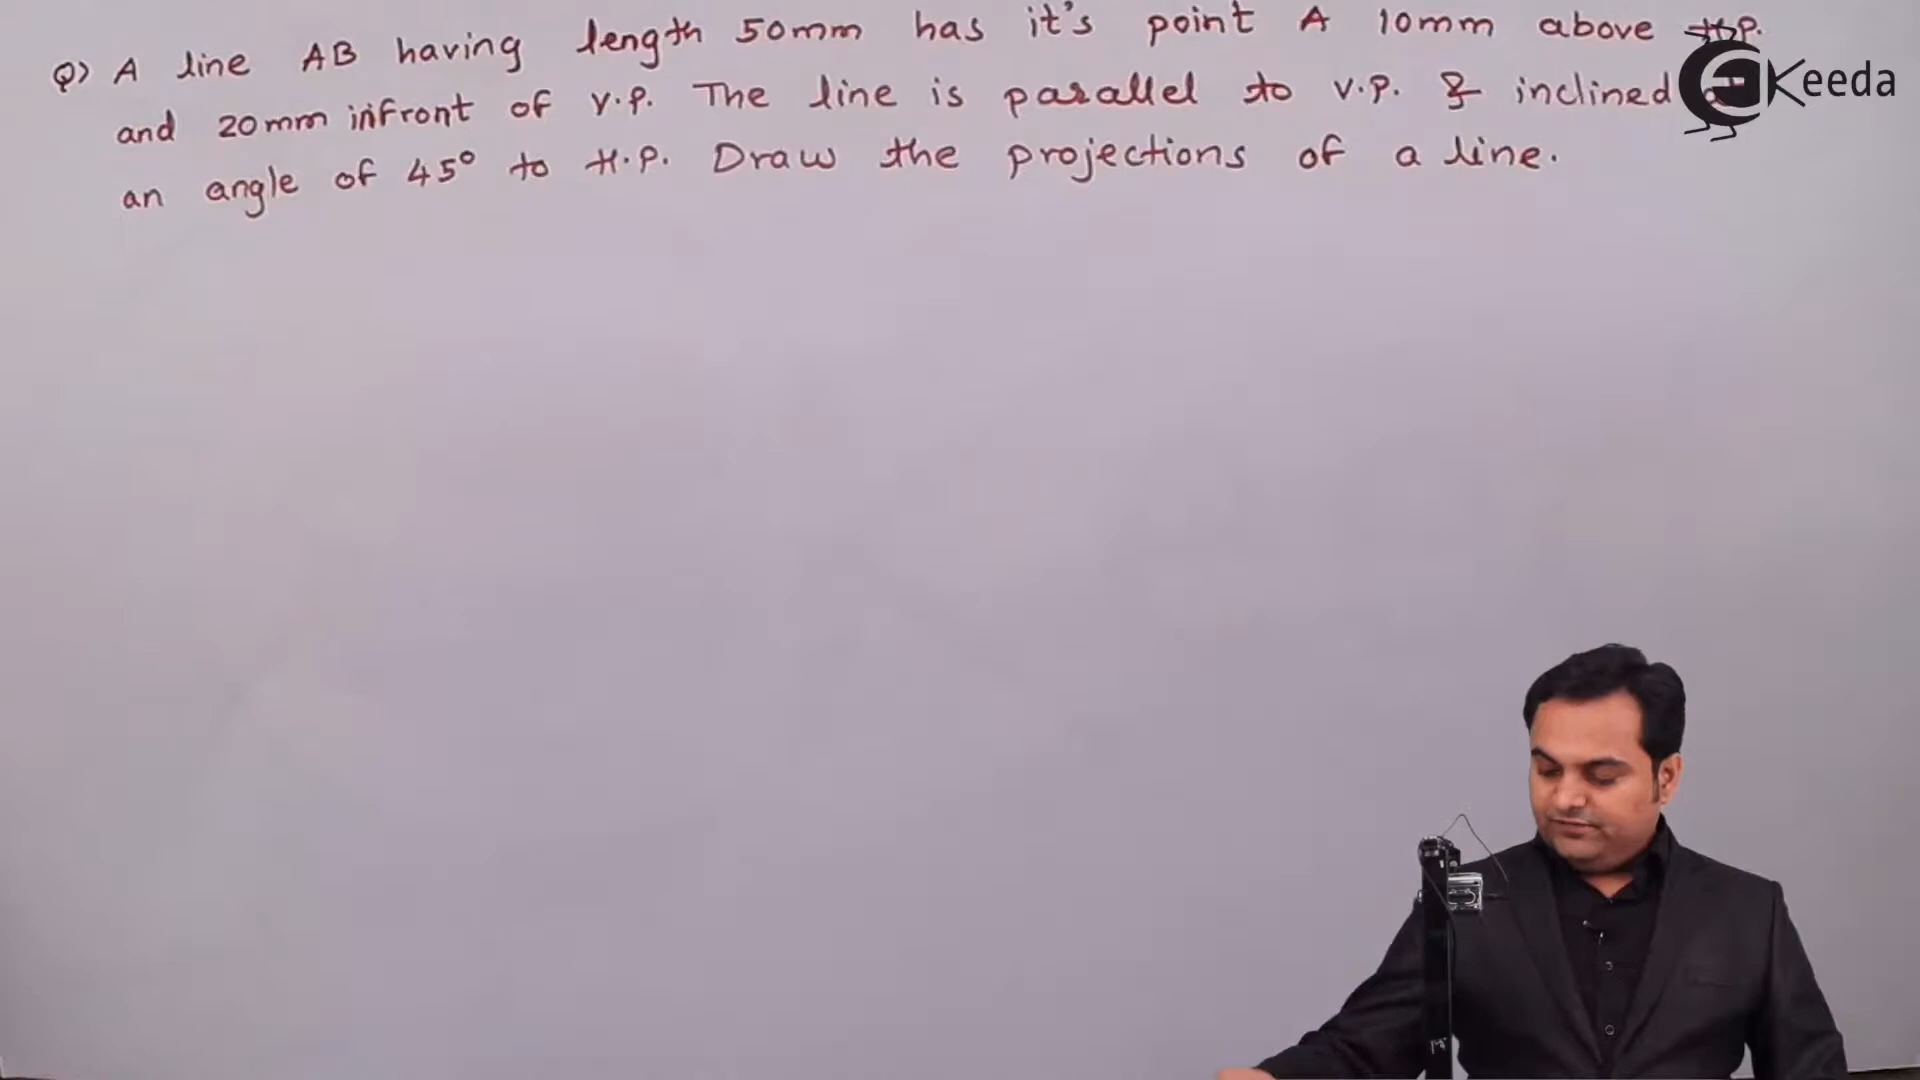 Q) A line AB having length 50mm has it's point A 10mm above H.P.
and 20mm infront of V.P. The line is parallel to V.P. & inclined
an angle of 45° to H.P. Draw the projections of a line.
Keeda